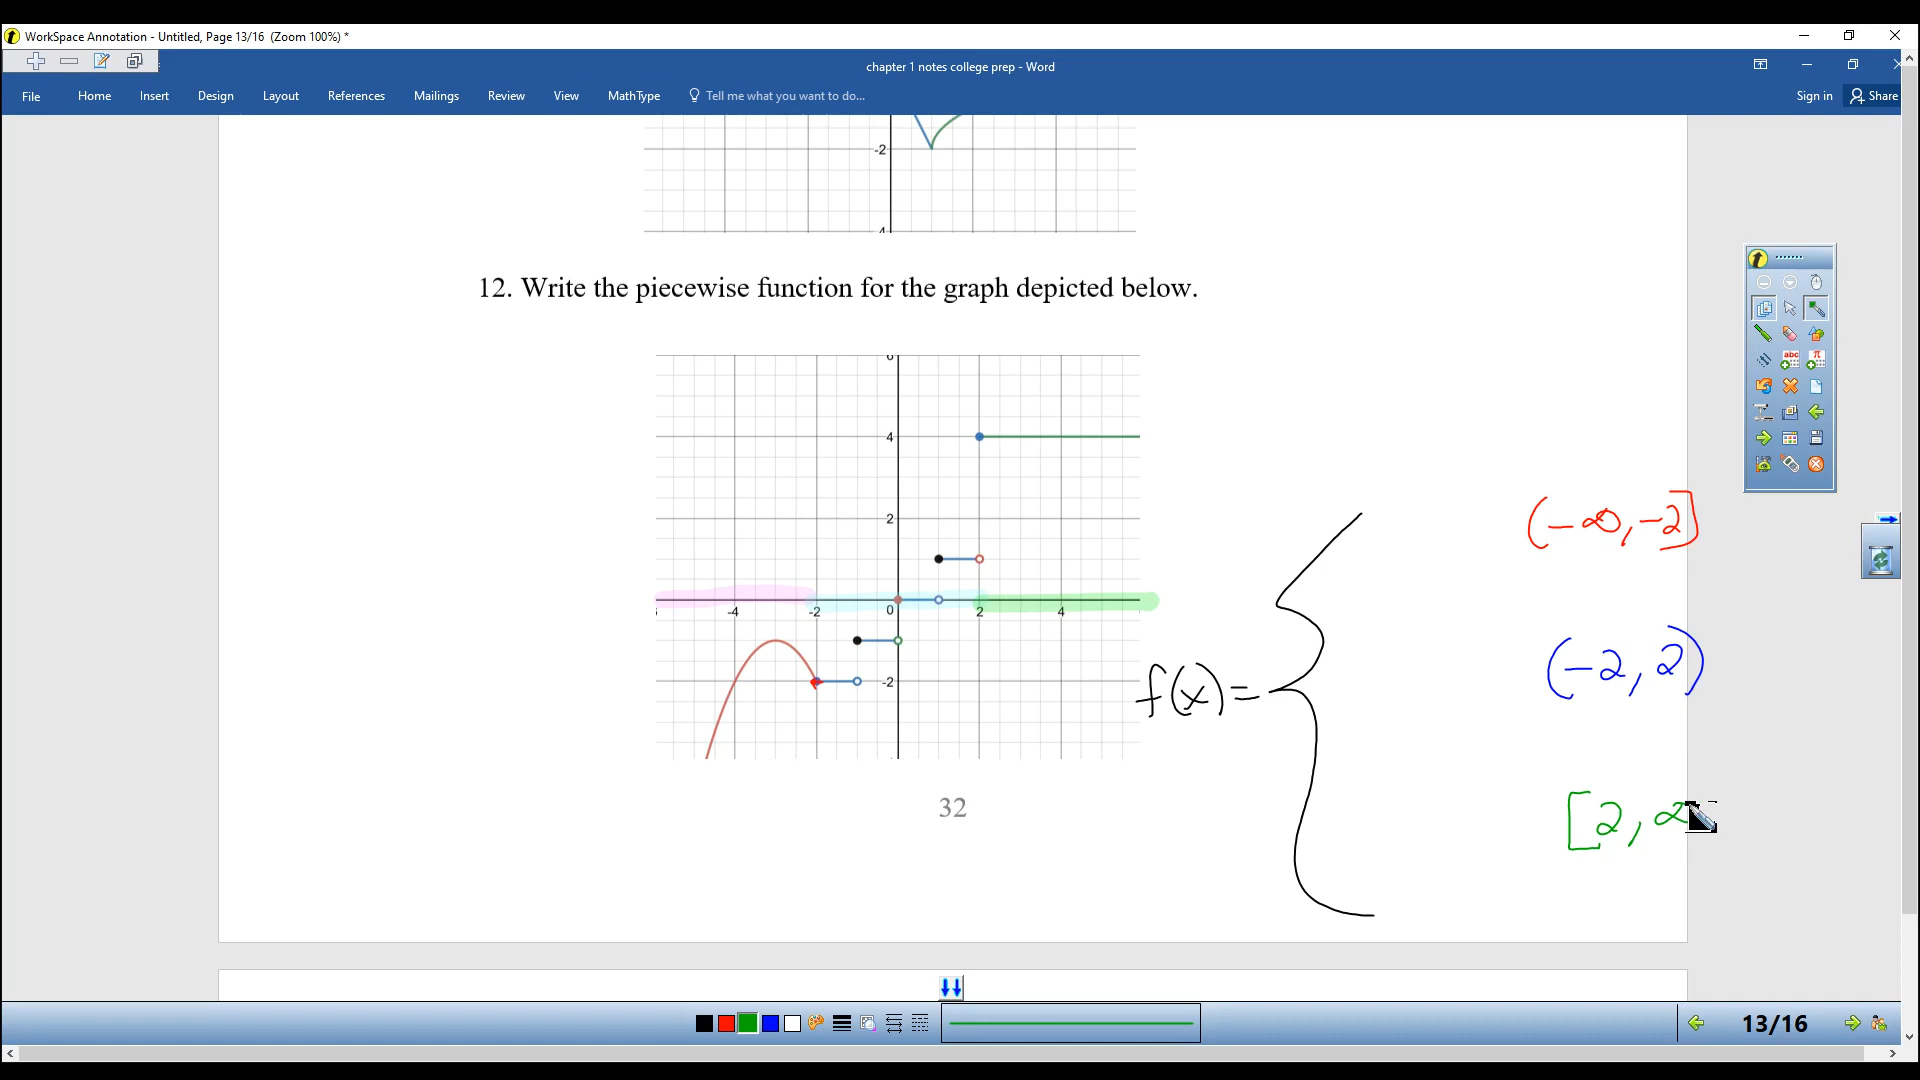 WorkSpace Annotation - Untitled, Page 13/16 (Zoom 100%) *
chapter 1 notes college prep - Word
File Home Insert Design Layout References Mailings Review View MathType Tell me what you want to do... Sign in Share
-2
12. Write the piecewise function for the graph depicted below.
4
2
-4 -2 0 2 4
-2
(-∞, -2]
(-2, 2)
f(x)=
[2,
32
abc π
13/16